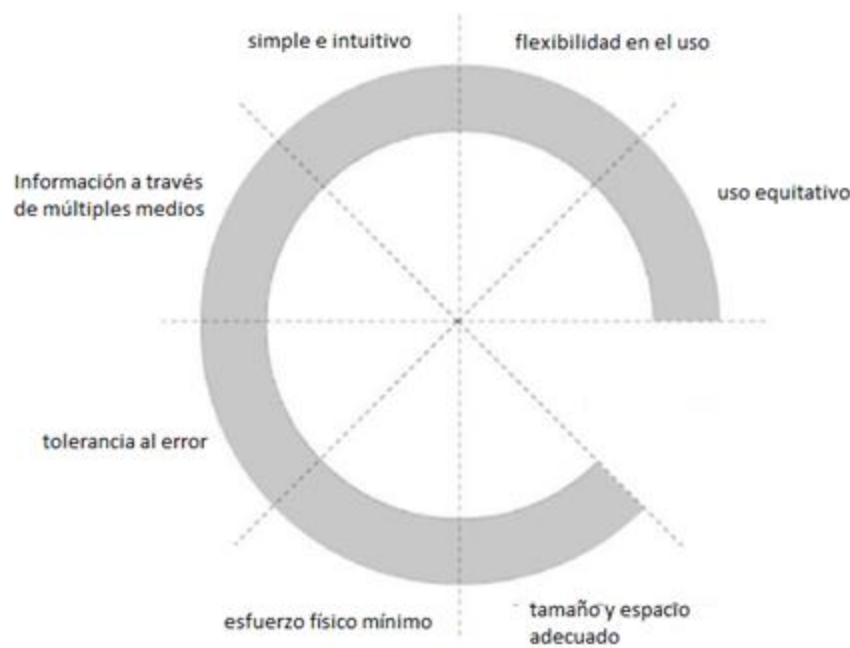 simple e intuitivo
flexibilidad en el uso
Información a través
de múltiples medios
uso equitativo
tolerancia al error
esfuerzo físico mínimo
tamaño y espacio
adecuado